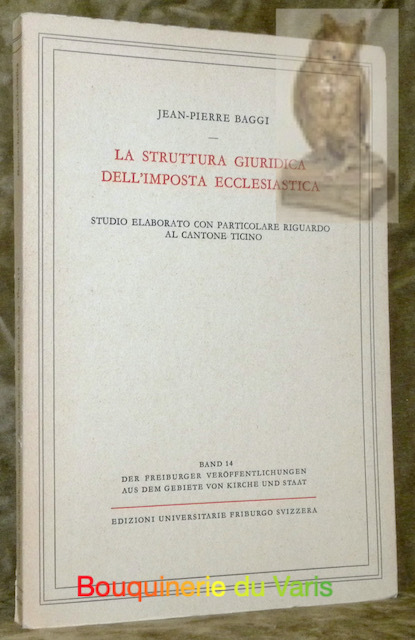 JEAN-PIERRE BAGGI
—
LA STRUTTURA GIURIDICA
DELL'IMPOSTA ECCLESIASTICA
STUDIO ELABORATO CON PARTICOLARE RIGUARDO
AL CANTONE TICINO
BAND 14
DER FREIBURGER VERÖFFENTLICHUNGEN
AUS DEM GEBIETE VON KIRCHE UND STAAT
EDIZIONI UNIVERSITARIE FRIBURGO SVIZZERA
Bouquinerie du Varis